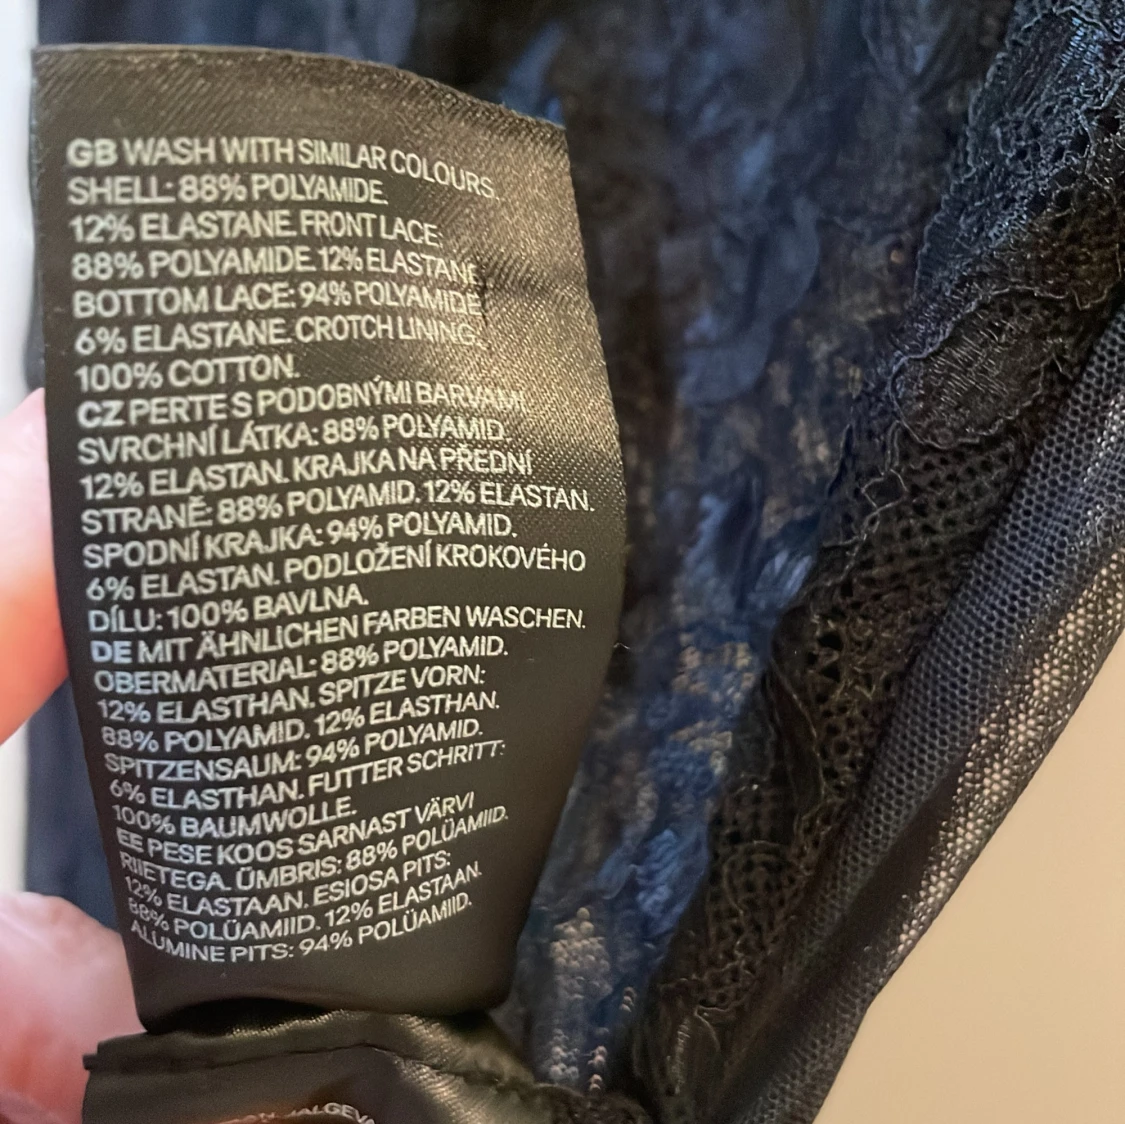 GB WASH WITH SIMILAR COLOURS.
SHELL: 88% POLYAMIDE.
12% ELASTANE. FRONT LACE:
88% POLYAMIDE. 12% ELASTANE.
BOTTOM LACE: 94% POLYAMIDE.
6% ELASTANE. CROTCH LINING:
100% COTTON.
CZ PERTE S PODOBNÝMI BARVAMI.
SVRCHNÍ LÁTKA: 88% POLYAMID.
12% ELASTAN. KRAJKA NA PŘEDNÍ
STRANĚ: 88% POLYAMID. 12% ELASTAN.
SPODNÍ KRAJKA: 94% POLYAMID.
6% ELASTAN. PODLOŽENÍ KROKOVÉHO
DÍLU: 100% BAVLNA.
DE MIT ÄHNLICHEN FARBEN WASCHEN.
OBERMATERIAL: 88% POLYAMID.
12% ELASTHAN. SPITZE VORN:
88% POLYAMID. 12% ELASTHAN.
SPITZENSAUM: 94% POLYAMID.
6% ELASTHAN. FUTTER SCHRITT:
100% BAUMWOLLE.
EE PESE KOOS SARNAST VÄRVI
RIIETEGA. ÜMBRIS: 88% POLÜAMIID.
12% ELASTAAN. ESIOSA PITS:
88% POLÜAMIID. 12% ELASTAAN.
ALUMINE PITS: 94% POLÜAMIID.